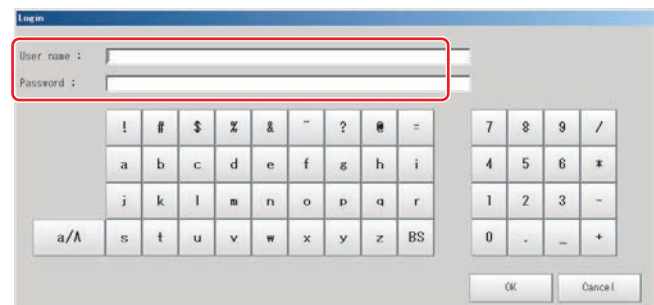 Login
User name :
Password :
! # $ % & ~ ? @ = 7 8 9 /
a b c d e f g h i 4 5 6 *
j k l m n o p q r 1 2 3 -
a/A s t u v w x y z BS 0 . _ +
OK Cancel